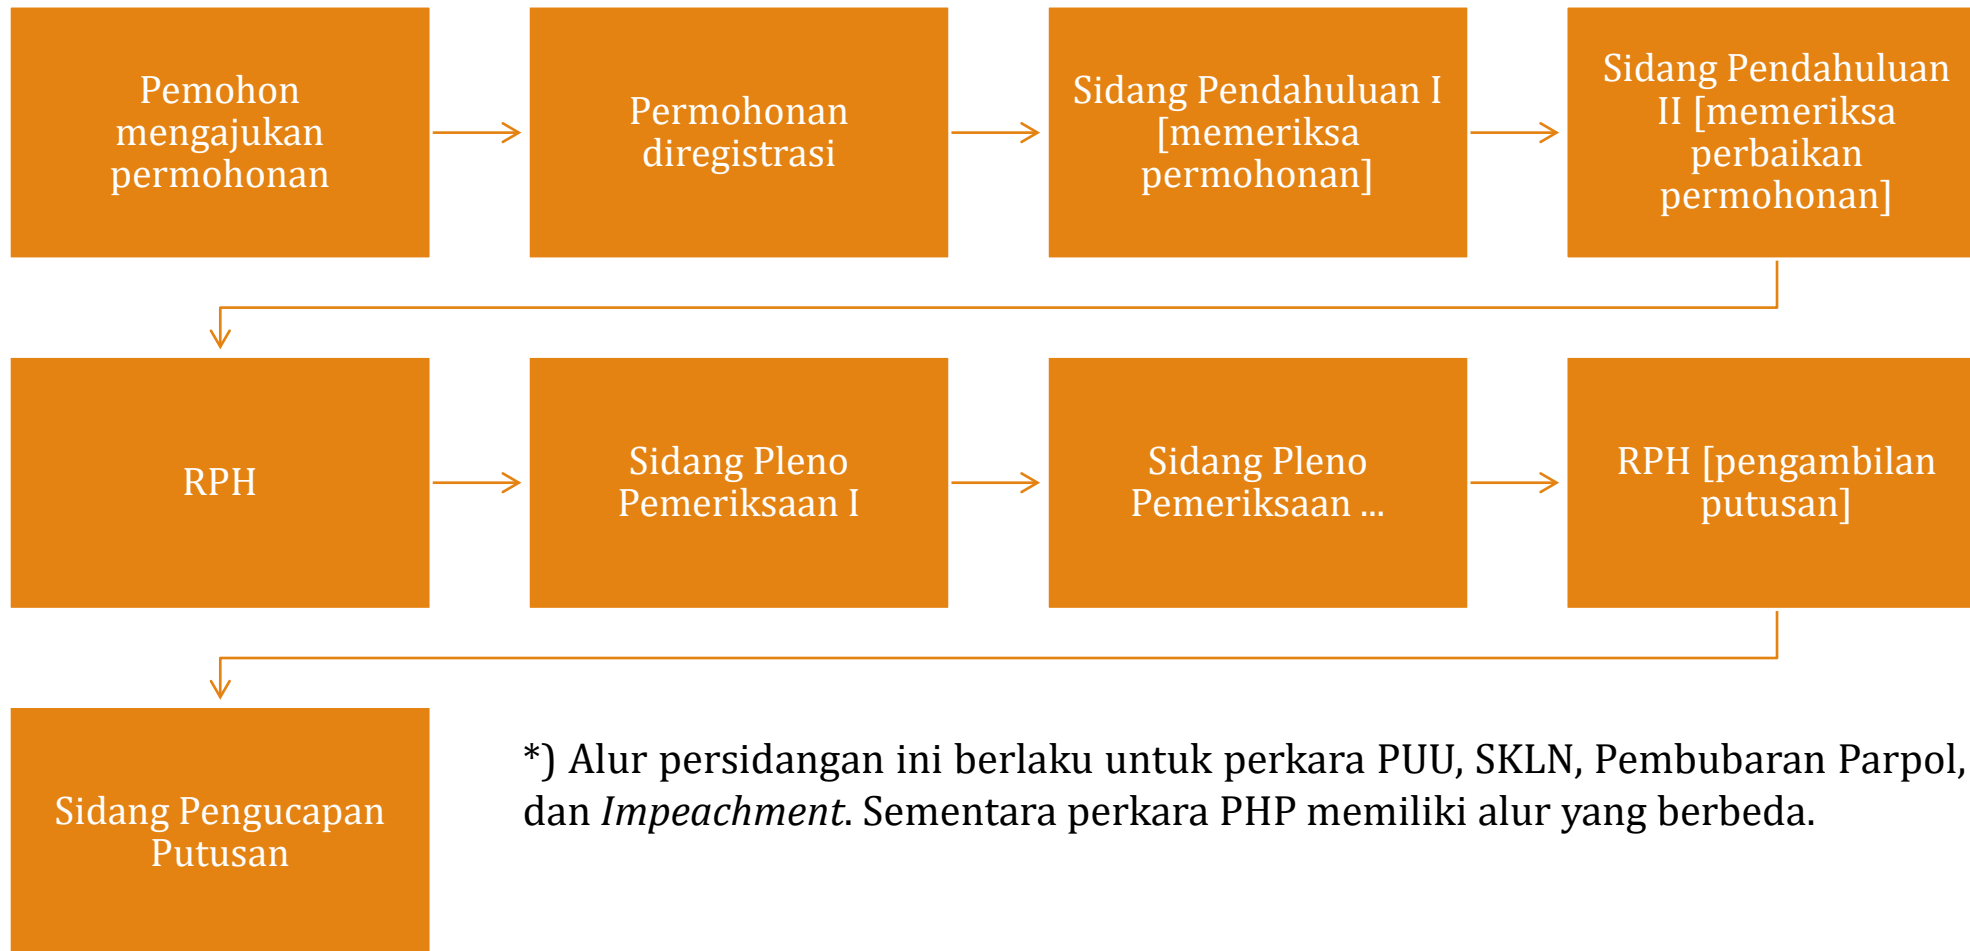 Pemohon
mengajukan
permohonan
Permohonan
diregistrasi
Sidang Pendahuluan I
[memeriksa
permohonan]
Sidang Pendahuluan
II [memeriksa
perbaikan
permohonan]
RPH
Sidang Pleno
Pemeriksaan I
Sidang Pleno
Pemeriksaan ...
RPH [pengambilan
putusan]
Sidang Pengucapan
Putusan
*) Alur persidangan ini berlaku untuk perkara PUU, SKLN, Pembubaran Parpol,
dan Impeachment. Sementara perkara PHP memiliki alur yang berbeda.